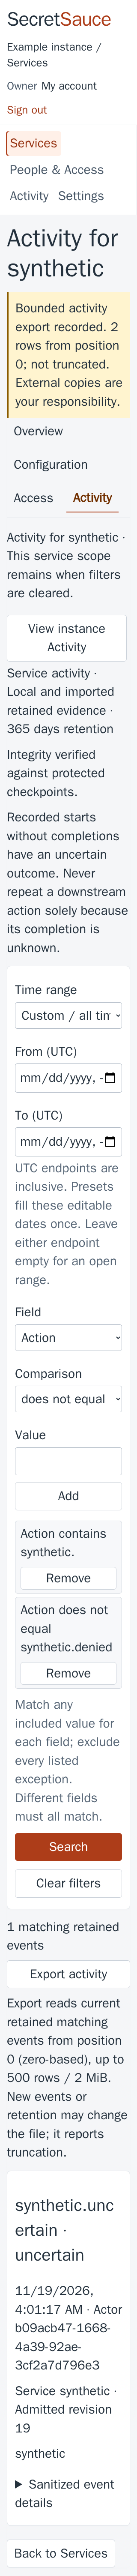 SecretSauce
Example instance /
Services
Owner My account
Sign out
Services
People & Access
Activity Settings
Activity for
synthetic
Bounded activity
export recorded. 2
rows from position
0; not truncated.
External copies are
your responsibility.
Overview
Configuration
Access Activity
Activity for synthetic ·
This service scope
remains when filters
are cleared.
View instance
Activity
Service activity ·
Local and imported
retained evidence ·
365 days retention
Integrity verified
against protected
checkpoints.
Recorded starts
without completions
have an uncertain
outcome. Never
repeat a downstream
action solely because
its completion is
unknown.
Time range
Custom / all tim
From (UTC)
mm/dd/yyyy, -
To (UTC)
mm/dd/yyyy, -
UTC endpoints are
inclusive. Presets
fill these editable
dates once. Leave
either endpoint
empty for an open
range.
Field
Action
Comparison
does not equal
Value
Add
Action contains
synthetic.
Remove
Action does not
equal
synthetic.denied
Remove
Match any
included value for
each field; exclude
every listed
exception.
Different fields
must all match.
Search
Clear filters
1 matching retained
events
Export activity
Export reads current
retained matching
events from position
0 (zero-based), up to
500 rows / 2 MiB.
New events or
retention may change
the file; it reports
truncation.
synthetic.unc
ertain ·
uncertain
11/19/2026,
4:01:17 AM · Actor
b09acb47-1668-
4a39-92ae-
3cf2a7d796e3
Service synthetic ·
Admitted revision
19
synthetic
Sanitized event
details
Back to Services